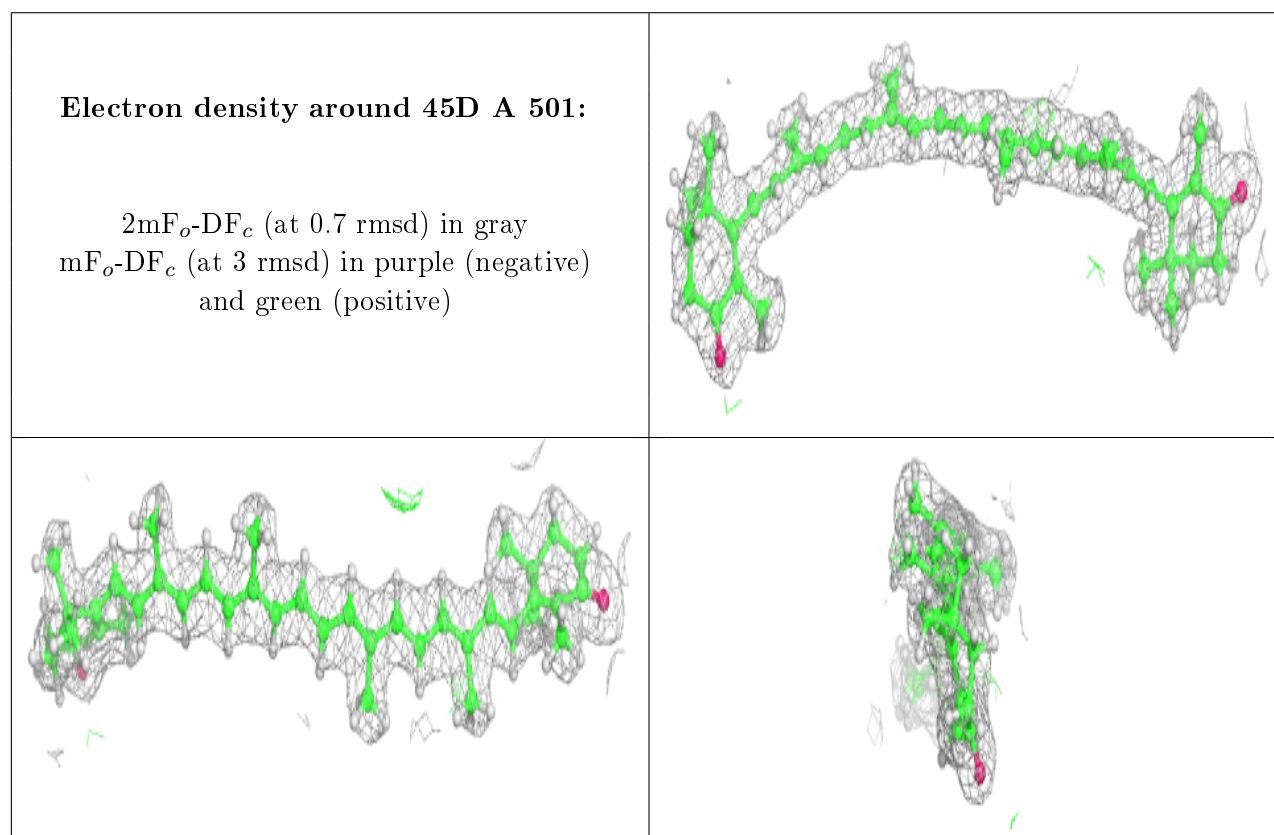 Electron density around 45D A 501:
2mFₒ-DF𝒸 (at 0.7 rmsd) in gray
mFₒ-DF𝒸 (at 3 rmsd) in purple (negative)
and green (positive)